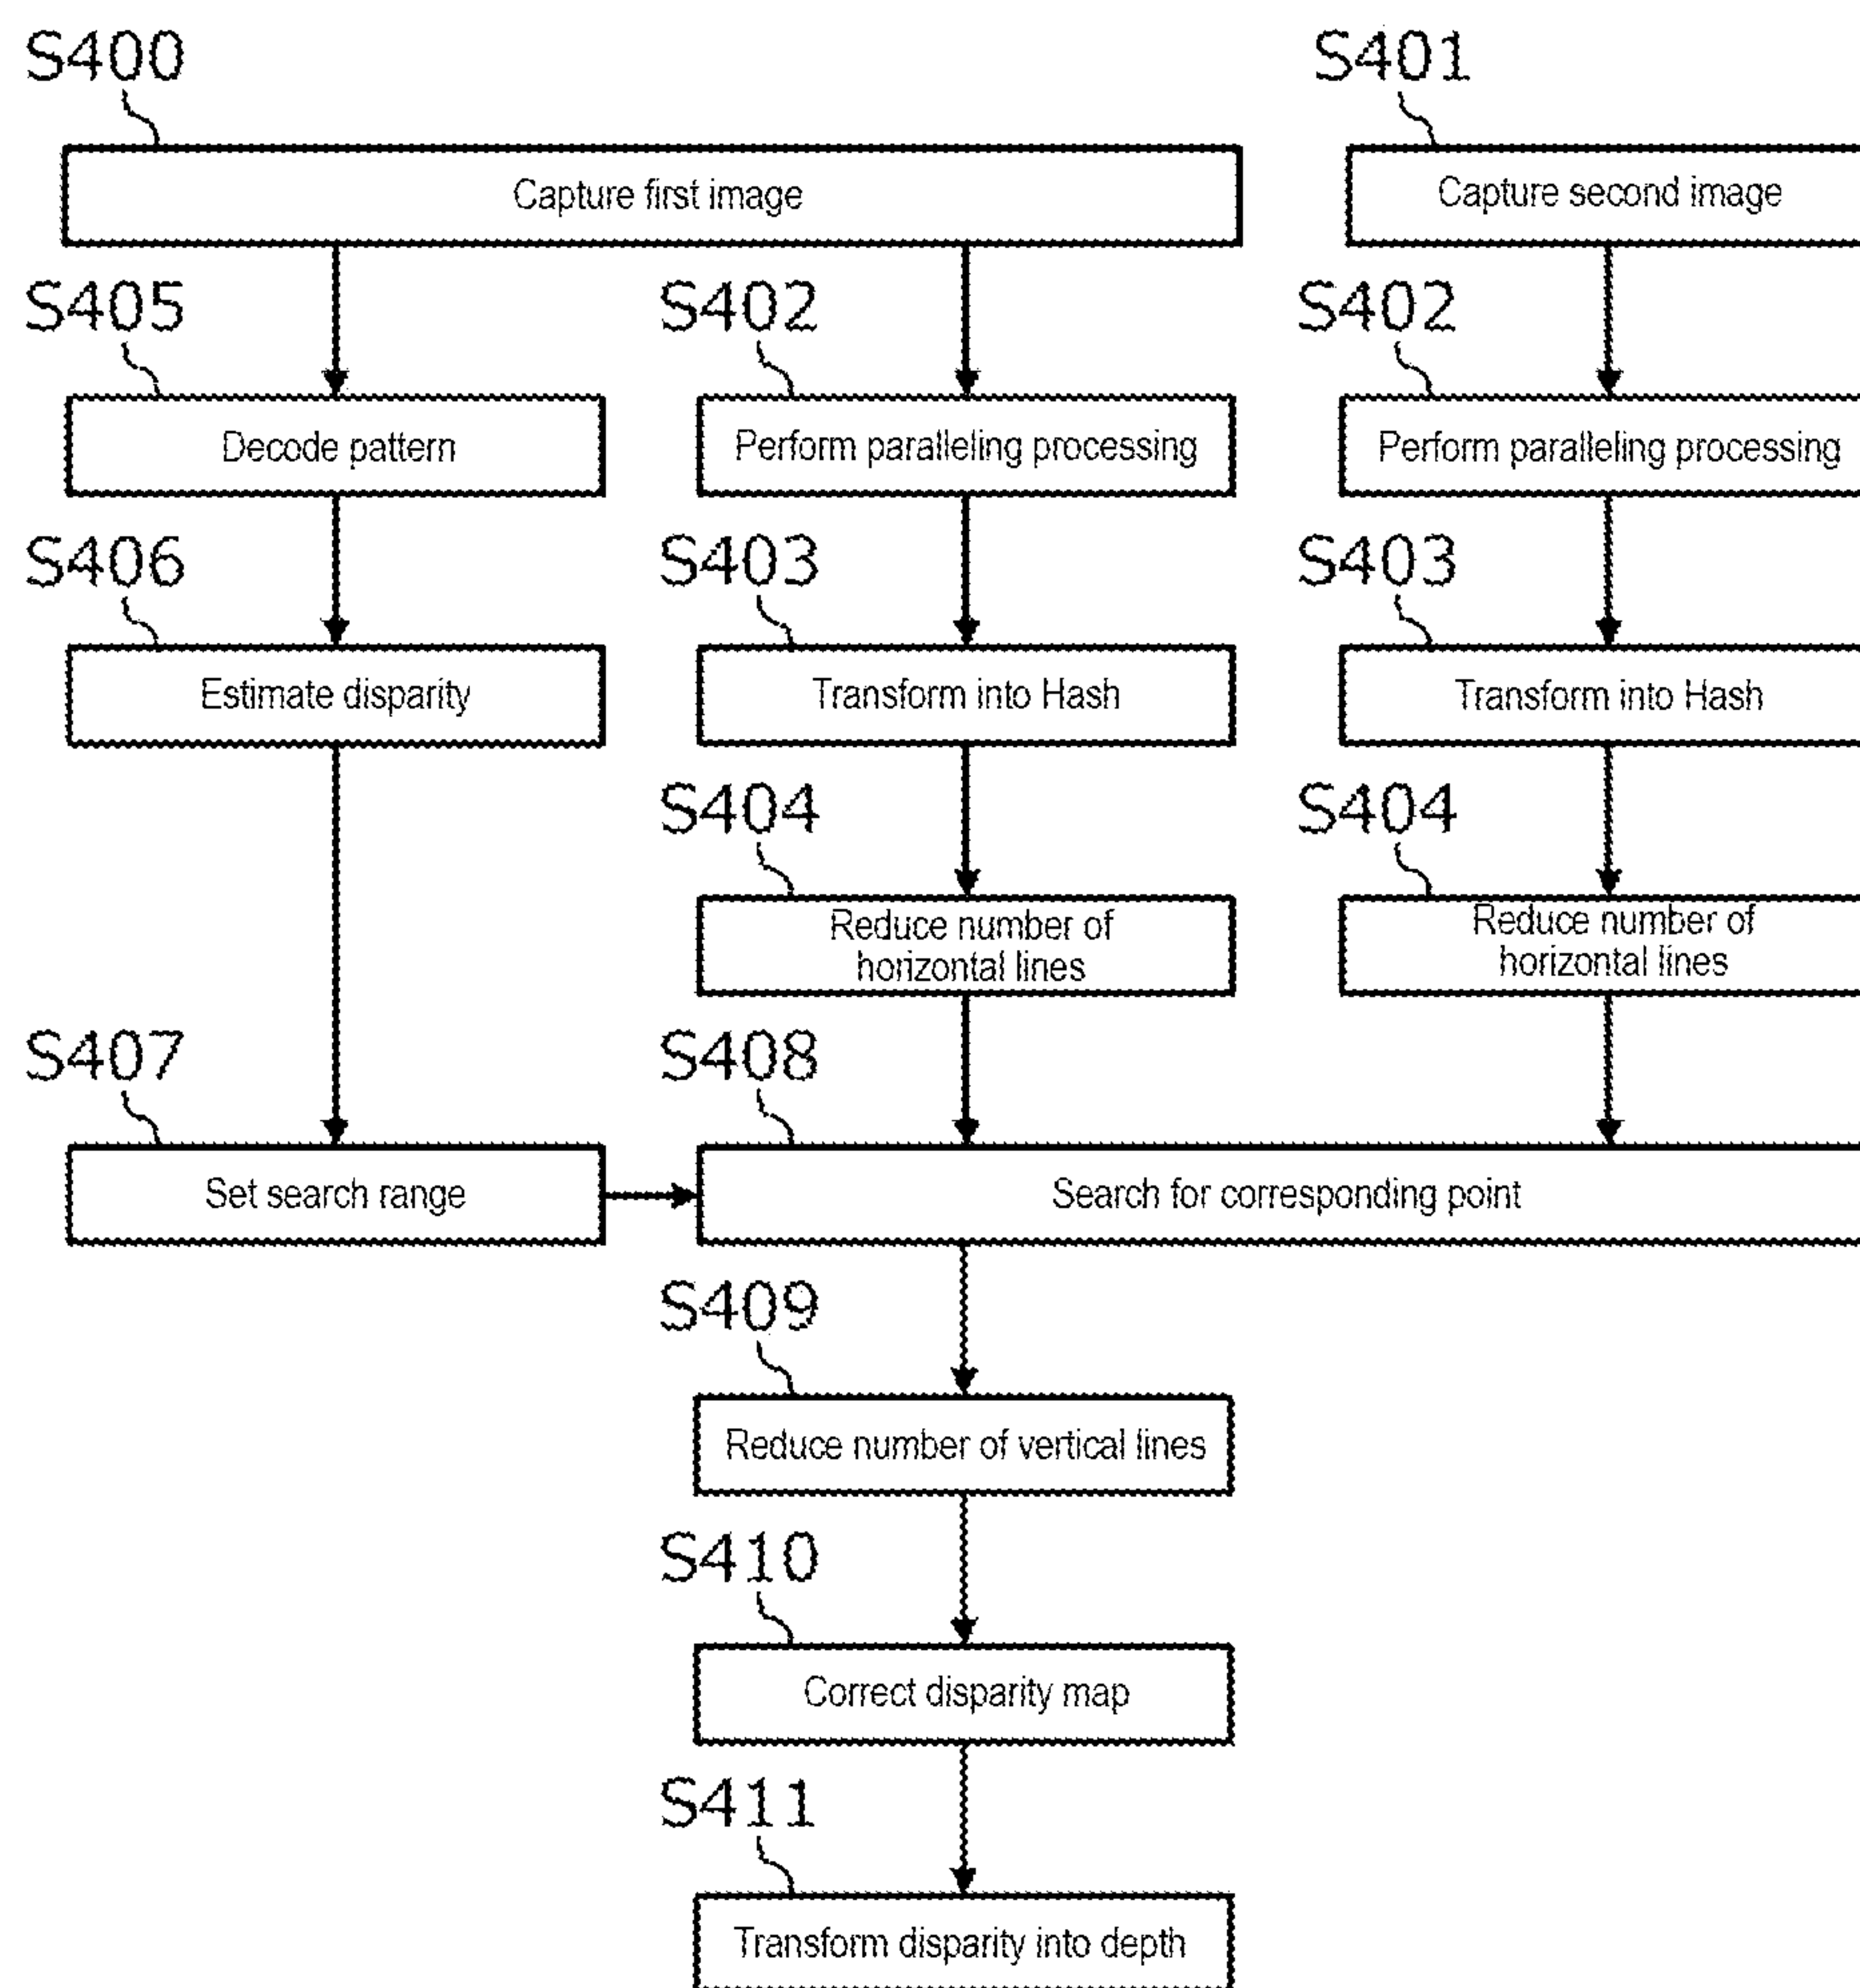 S400
S401
Capture first image
Capture second image
S405
S402
S402
Decode pattern
Perform paralleling processing
Perform paralleling processing
S406
S403
S403
Estimate disparity
Transform into Hash
Transform into Hash
S404
S404
Reduce number of
horizontal lines
Reduce number of
horizontal lines
S407
S408
Set search range
Search for corresponding point
S409
Reduce number of vertical lines
S410
Correct disparity map
S411
Transform disparity into depth